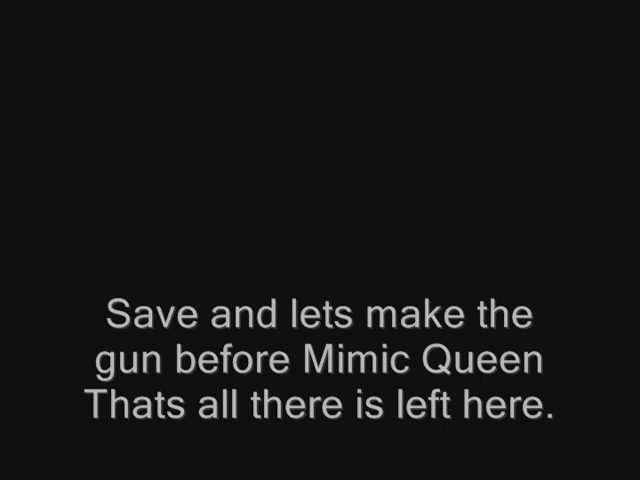 Save and lets make the
gun before Mimic Queen
Thats all there is left here.